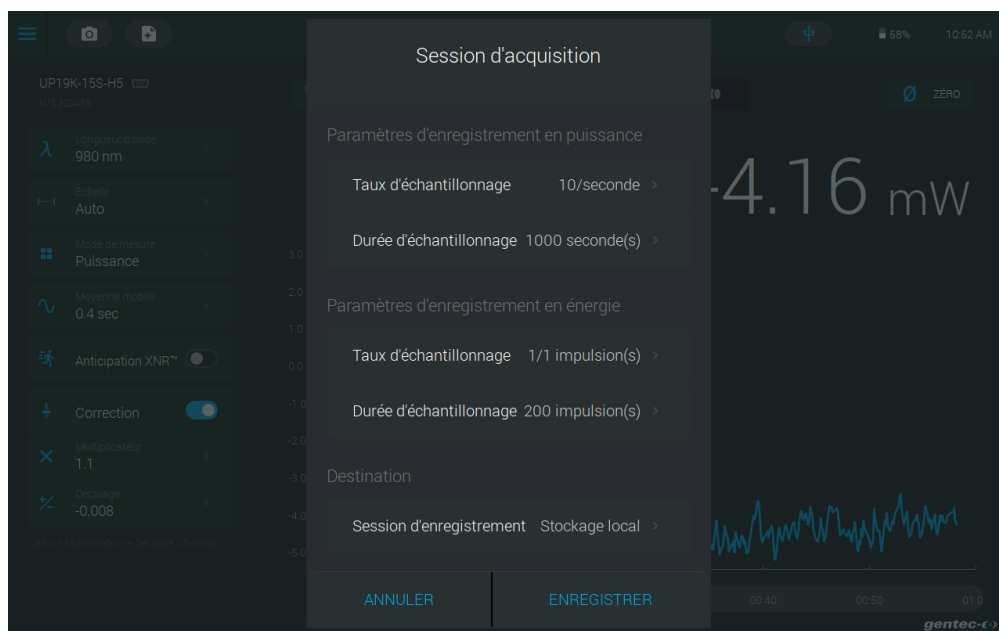 58%
10:52 AM
Session d'acquisition
UP19K-15S-H5
N/S 320459
ZÉRO
Longueur d'onde
980 nm
Échelle
Auto
Mode de mesure
Puissance
Moyenne mobile
0.4 sec
Anticipation XNR™
Correction
Multiplicateur
1.1
Décalage
-0.008
-4.16 mW
3.0
2.0
1.0
0.0
-1.0
-2.0
-3.0
-4.0
-5.0
Paramètres d'enregistrement en puissance
Taux d'échantillonnage 10/seconde
Durée d'échantillonnage 1000 seconde(s)
Paramètres d'enregistrement en énergie
Taux d'échantillonnage 1/1 impulsion(s)
Durée d'échantillonnage 200 impulsion(s)
Destination
Session d'enregistrement Stockage local
ANNULER
ENREGISTRER
00:40
00:50
01:0
gentec-eo